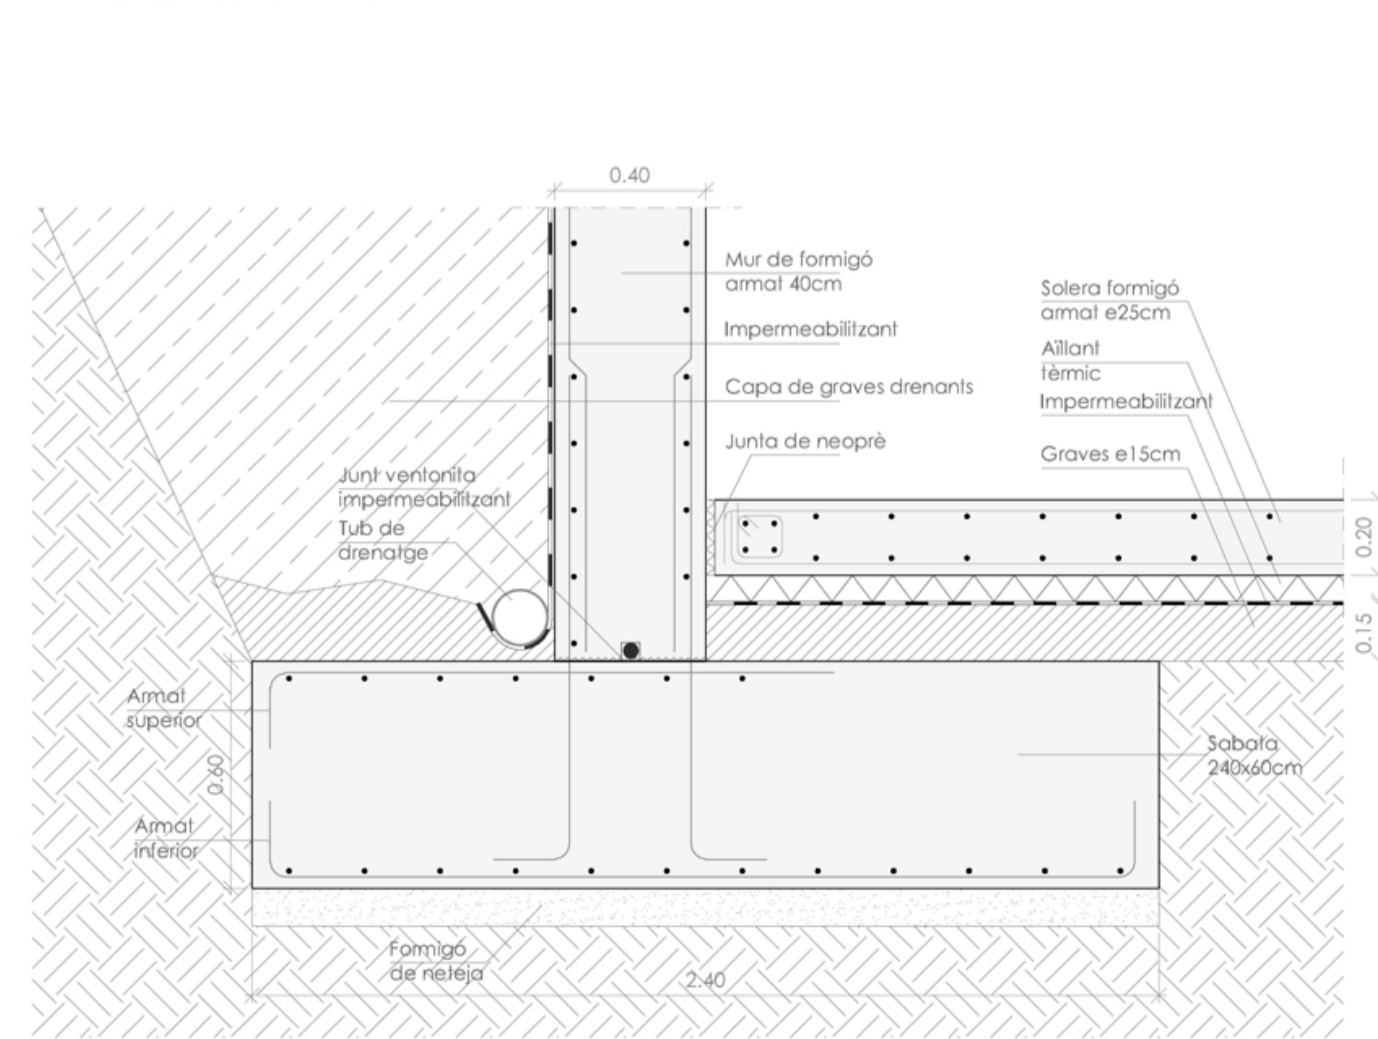 0.40
Mur de formigó
armat 40cm
Impermeabilitzant
Capa de graves drenants
Junta de neoprè
Solera formigó
armat e25cm
Aïllant
tèrmic
Impermeabilitzant
Graves e15cm
Junt ventonita
impermeabilitzant
Tub de
drenatge
0.20
0.15
Armat
superior
0.60
Armat
inferior
Sabata
240x60cm
Formigó
de neteja
2.40